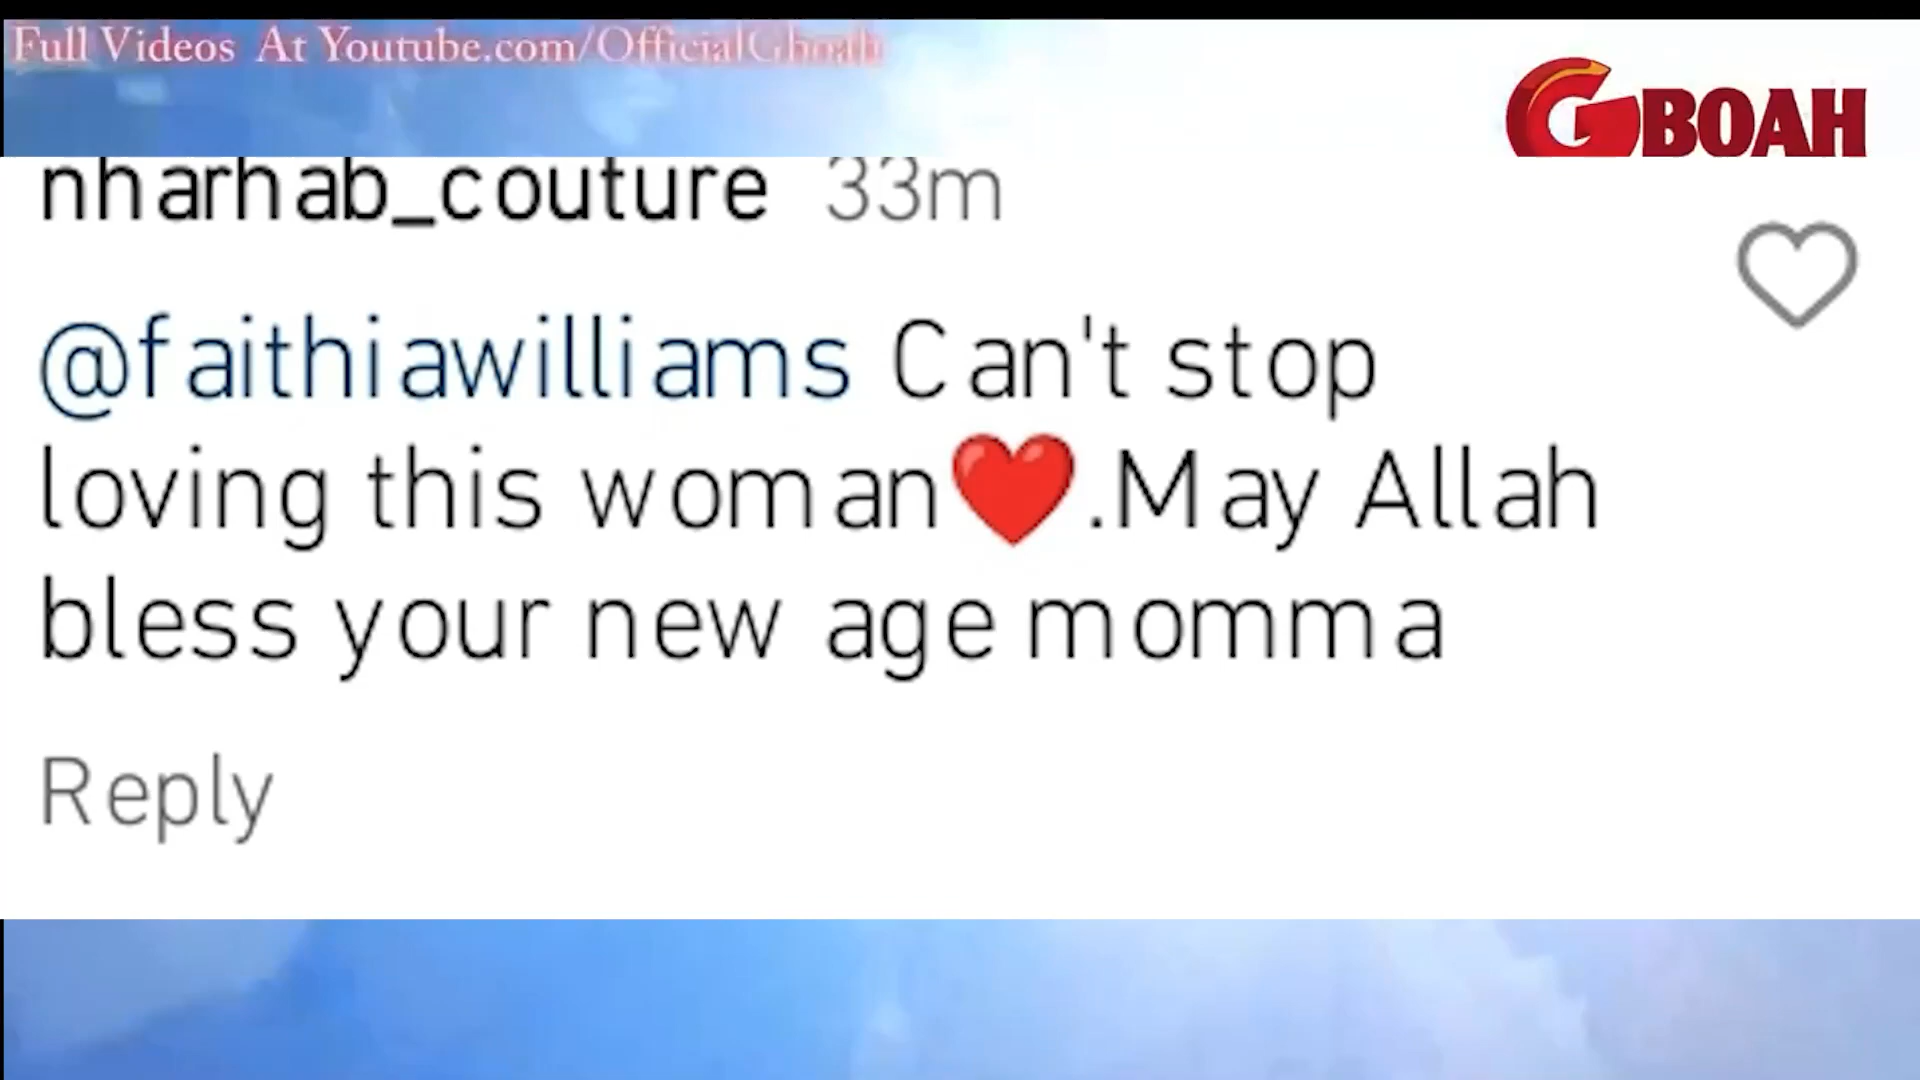 Full Videos At Youtube.com/OfficialGboah
GBOAH
nharhab_couture 33m
@faithiawilliams Can't stop
loving this woman❤️.May Allah
bless your new age momma
Reply